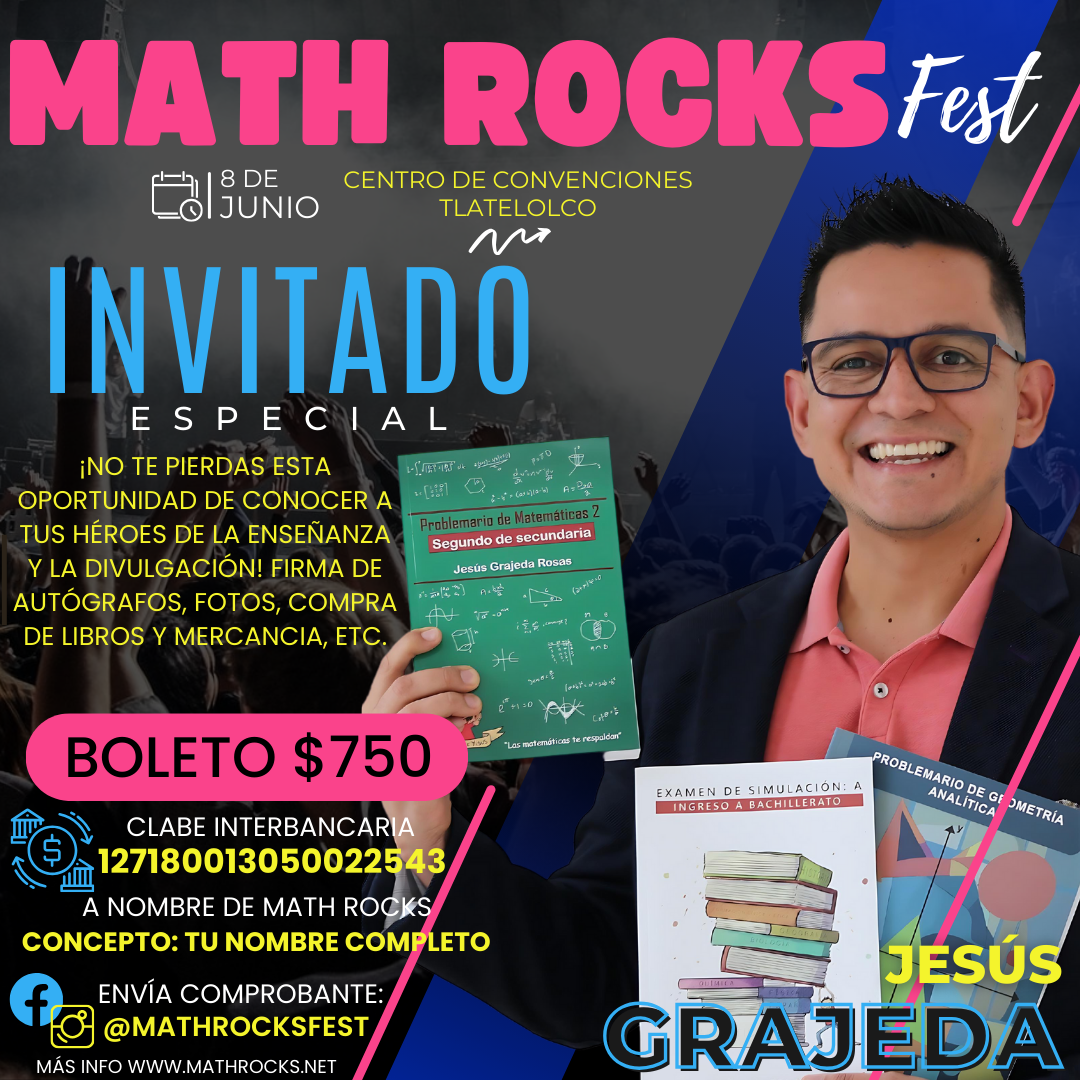 MATH ROCKS Fest
8 DE
JUNIO
CENTRO DE CONVENCIONES
TLATELOLCO
INVITADO
ESPECIAL
¡NO TE PIERDAS ESTA
OPORTUNIDAD DE CONOCER A
TUS HÉROES DE LA ENSEÑANZA
Y LA DIVULGACIÓN! FIRMA DE
AUTÓGRAFOS, FOTOS, COMPRA
DE LIBROS Y MERCANCIA, ETC.
Problemario de Matemáticas 2
Segundo de secundaria
Jesús Grajeda Rosas
"Las matemáticas te respaldan"
BOLETO $750
CLABE INTERBANCARIA
127180013050022543
A NOMBRE DE MATH ROCKS
CONCEPTO: TU NOMBRE COMPLETO
ENVÍA COMPROBANTE:
@MATHROCKSFEST
MÁS INFO WWW.MATHROCKS.NET
EXAMEN DE SIMULACIÓN: A
INGRESO A BACHILLERATO
PROBLEMARIO DE GEOMETRÍA
ANALÍTICA
JESÚS
GRAJEDA